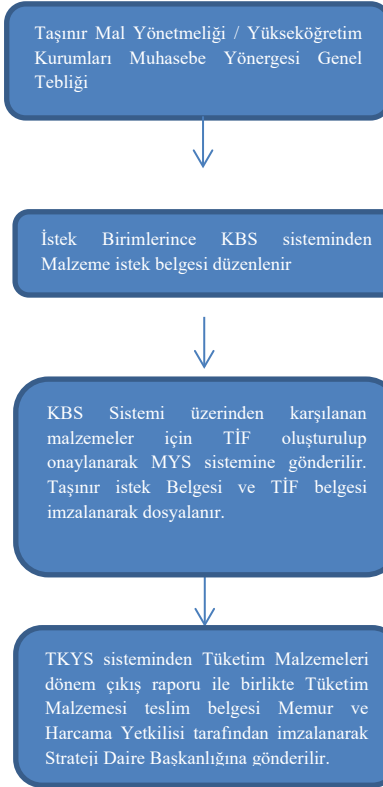 Taşınır Mal Yönetmeliği / Yükseköğretim
Kurumları Muhasebe Yönergesi Genel
Tebliği
İstek Birimlerince KBS sisteminden
Malzeme istek belgesi düzenlenir
KBS Sistemi üzerinden karşılanan
malzemeler için TİF oluşturulup
onaylanarak MYS sistemine gönderilir.
Taşınır istek Belgesi ve TİF belgesi
imzalanarak dosyalanır.
TKYS sisteminden Tüketim Malzemeleri
dönem çıkış raporu ile birlikte Tüketim
Malzemesi teslim belgesi Memur ve
Harcama Yetkilisi tarafından imzalanarak
Strateji Daire Başkanlığına gönderilir.